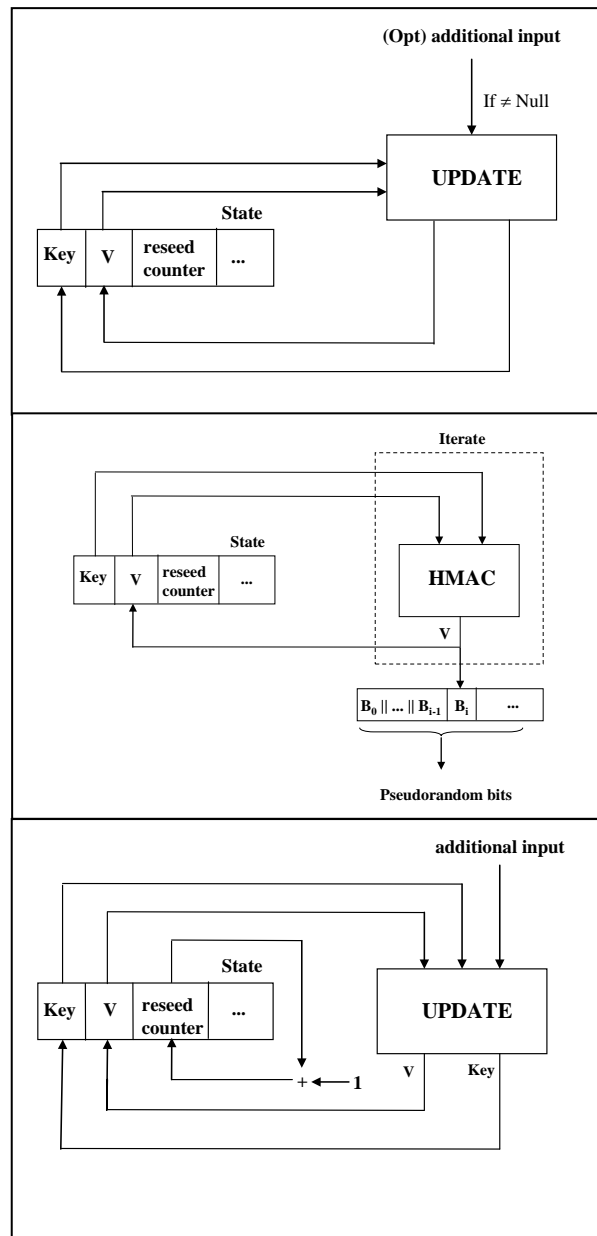 (Opt) additional input
If ≠ Null
UPDATE
State
Key V reseed counter ...
Iterate
State
Key V reseed counter ...
HMAC
V
B0 || ... || Bi-1 Bi ...
Pseudorandom bits
additional input
State
Key V reseed counter ...
UPDATE
V Key
+ 1